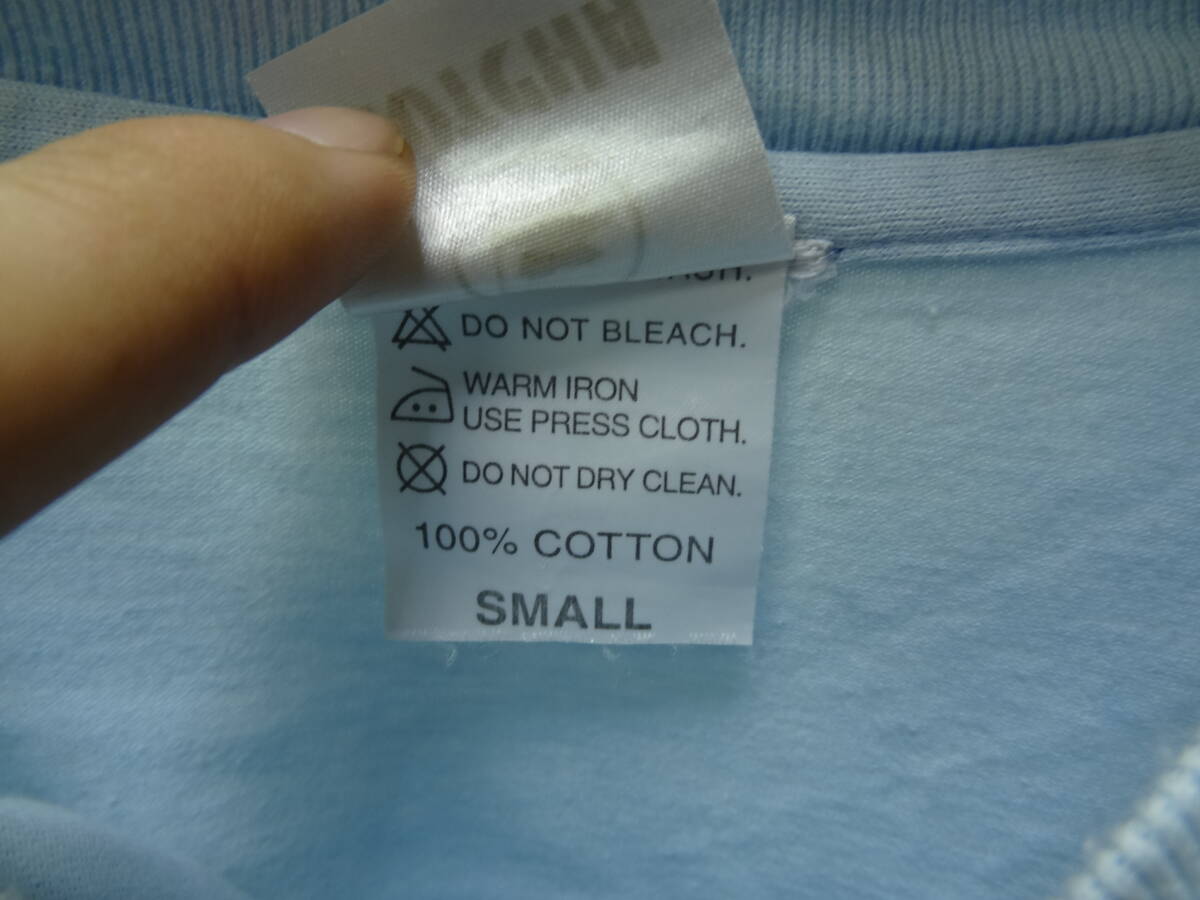 DO NOT BLEACH.
WARM IRON
USE PRESS CLOTH.
DO NOT DRY CLEAN.
100% COTTON
SMALL